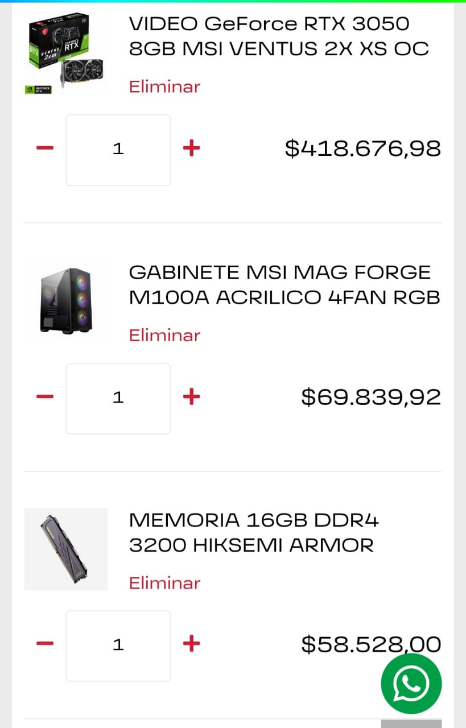 VIDEO GeForce RTX 3050
8GB MSI VENTUS 2X XS OC
Eliminar
− 1 + $418.676,98
GABINETE MSI MAG FORGE
M100A ACRILICO 4FAN RGB
Eliminar
− 1 + $69.839,92
MEMORIA 16GB DDR4
3200 HIKSEMI ARMOR
Eliminar
− 1 + $58.528,00